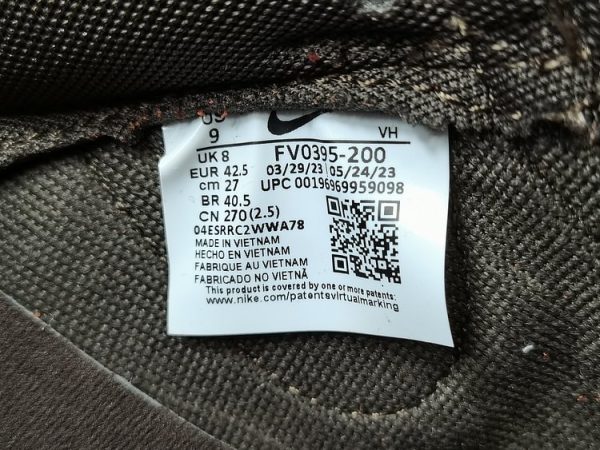 US
9 VH
UK 8 FV0395-200
EUR 42.5 03/29/23 05/24/23
cm 27 UPC 00196969959098
BR 40.5
CN 270(2.5)
04ESRRC2WWA78
MADE IN VIETNAM
HECHO EN VIETNAM
FABRIQUE AU VIETNAM
FABRICADO NO VIETNÃ
This product is covered by one or more patents:
www.nike.com/patentsvirtualmarking